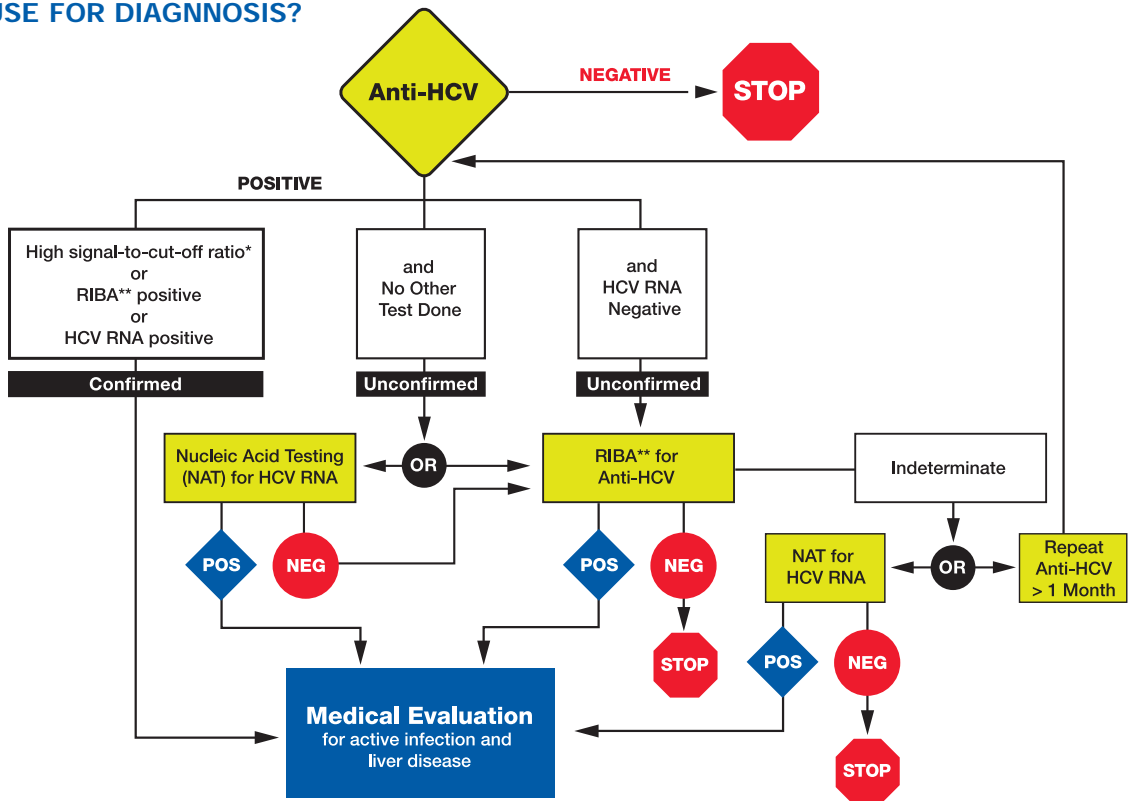 USE FOR DIAGNNOSIS?
Anti-HCV
NEGATIVE
STOP
POSITIVE
High signal-to-cut-off ratio*
or
RIBA** positive
or
HCV RNA positive
and
No Other
Test Done
and
HCV RNA
Negative
Confirmed
Unconfirmed
Unconfirmed
Nucleic Acid Testing
(NAT) for HCV RNA
OR
RIBA** for
Anti-HCV
Indeterminate
POS
NEG
POS
NEG
NAT for
HCV RNA
OR
Repeat
Anti-HCV
> 1 Month
STOP
POS
NEG
Medical Evaluation
for active infection and
liver disease
STOP